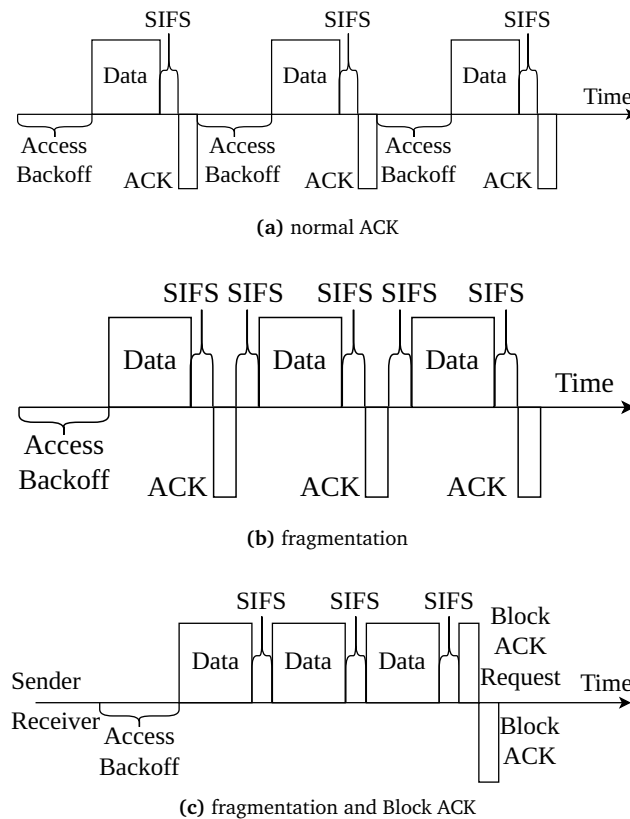 SIFS SIFS SIFS
Data Data Data
Time
Access Access Access
Backoff ACK Backoff ACK Backoff ACK
(a) normal ACK
SIFS SIFS SIFS SIFS SIFS
Data Data Data
Time
Access
Backoff ACK ACK ACK
(b) fragmentation
SIFS SIFS SIFS
Block
ACK
Request
Data Data Data
Sender
Time
Receiver
Access
Backoff
Block
ACK
(c) fragmentation and Block ACK